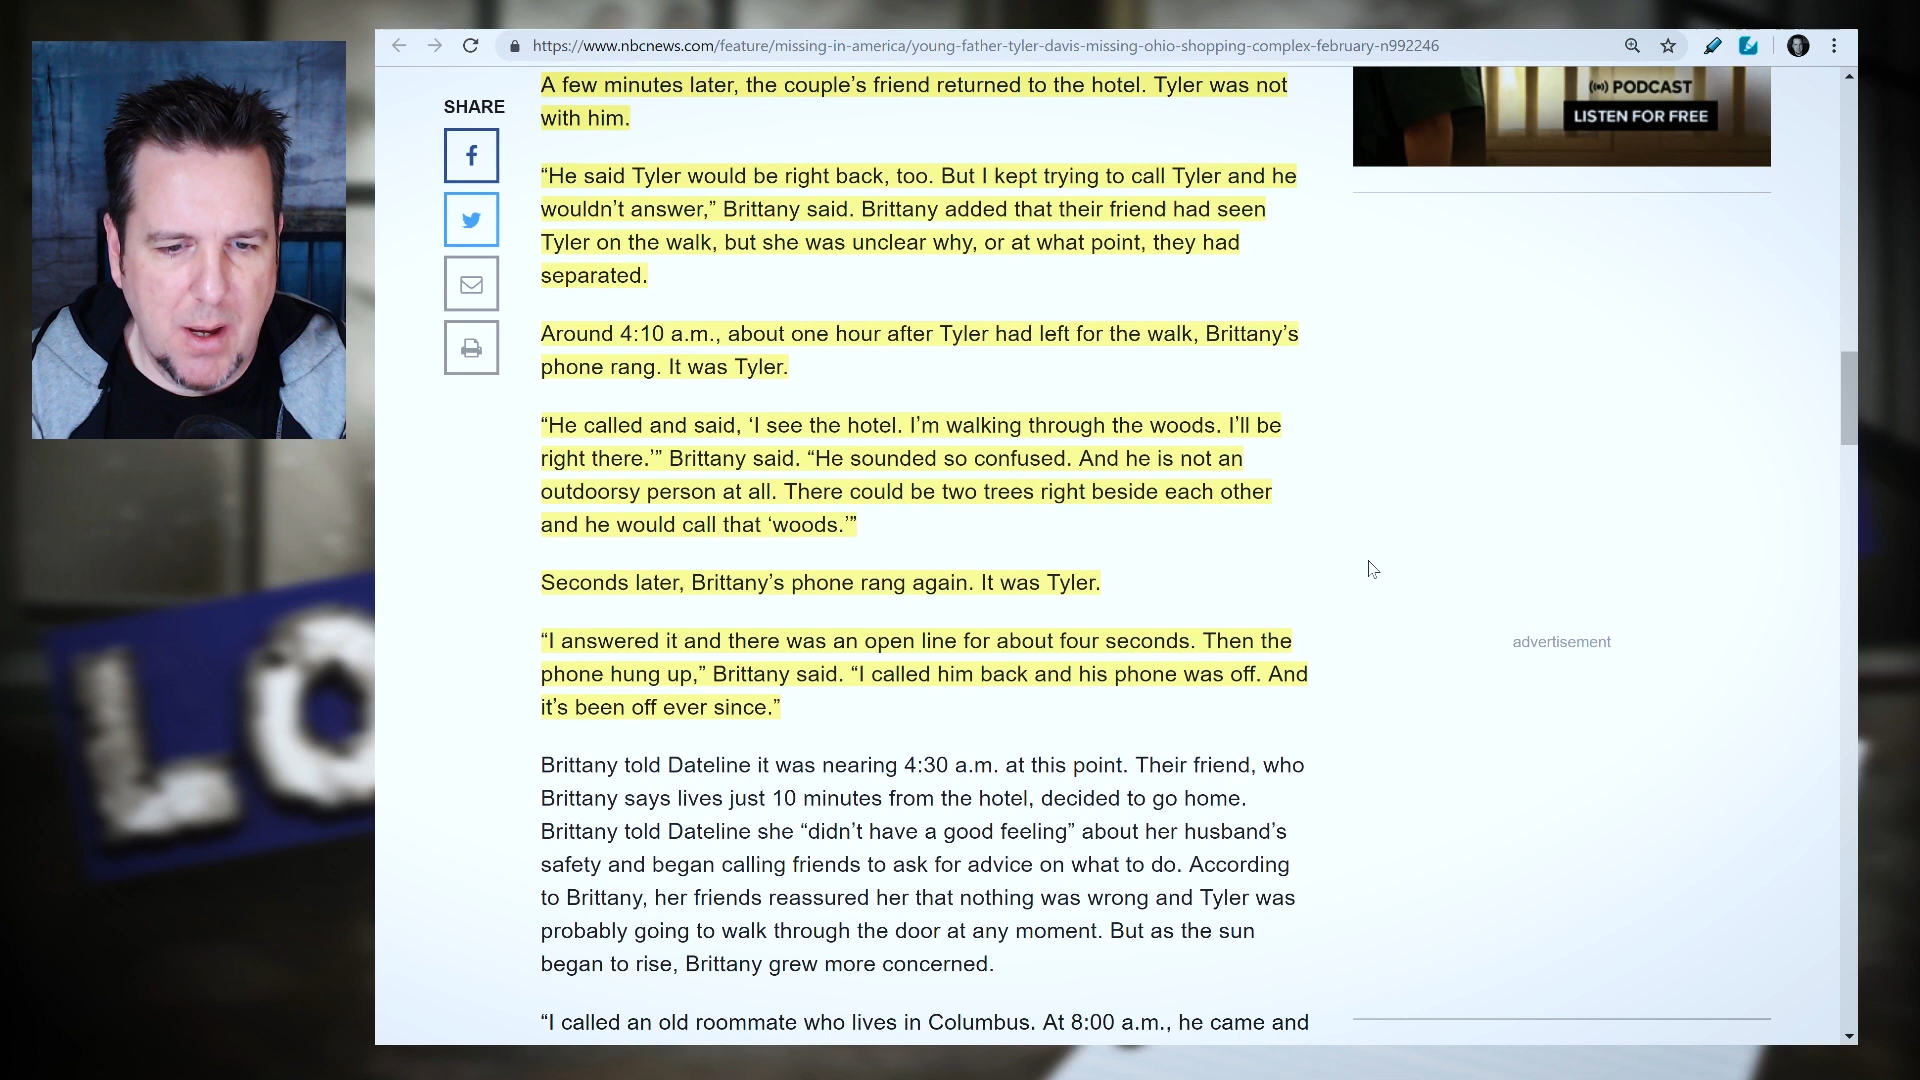 https://www.nbcnews.com/feature/missing-in-america/young-father-tyler-davis-missing-ohio-shopping-complex-february-n992246
SHARE
A few minutes later, the couple’s friend returned to the hotel. Tyler was not
with him.
“He said Tyler would be right back, too. But I kept trying to call Tyler and he
wouldn’t answer,” Brittany said. Brittany added that their friend had seen
Tyler on the walk, but she was unclear why, or at what point, they had
separated.
Around 4:10 a.m., about one hour after Tyler had left for the walk, Brittany’s
phone rang. It was Tyler.
“He called and said, ‘I see the hotel. I’m walking through the woods. I’ll be
right there.’” Brittany said. “He sounded so confused. And he is not an
outdoorsy person at all. There could be two trees right beside each other
and he would call that ‘woods.’”
Seconds later, Brittany’s phone rang again. It was Tyler.
“I answered it and there was an open line for about four seconds. Then the
phone hung up,” Brittany said. “I called him back and his phone was off. And
it’s been off ever since.”
Brittany told Dateline it was nearing 4:30 a.m. at this point. Their friend, who
Brittany says lives just 10 minutes from the hotel, decided to go home.
Brittany told Dateline she “didn’t have a good feeling” about her husband’s
safety and began calling friends to ask for advice on what to do. According
to Brittany, her friends reassured her that nothing was wrong and Tyler was
probably going to walk through the door at any moment. But as the sun
began to rise, Brittany grew more concerned.
“I called an old roommate who lives in Columbus. At 8:00 a.m., he came and
PODCAST
LISTEN FOR FREE
advertisement
LO